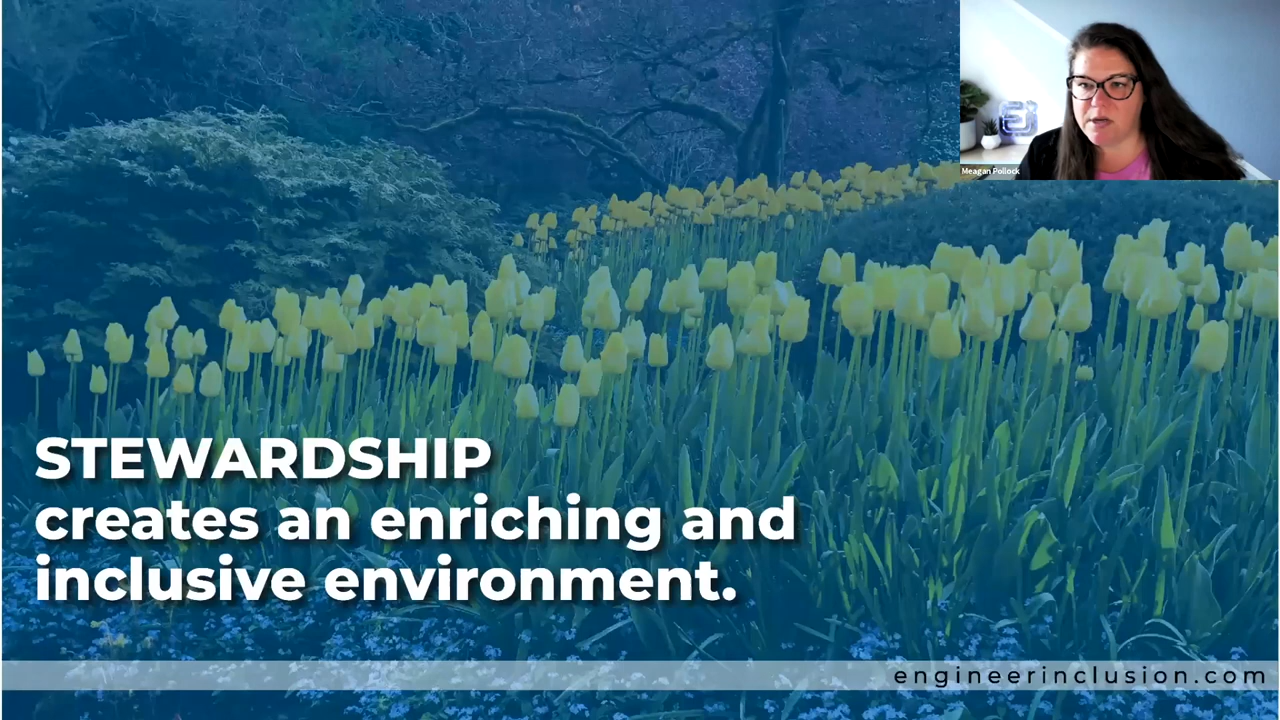 Meagan Pollock
STEWARDSHIP
creates an enriching and
inclusive environment.
engineerinclusion.com